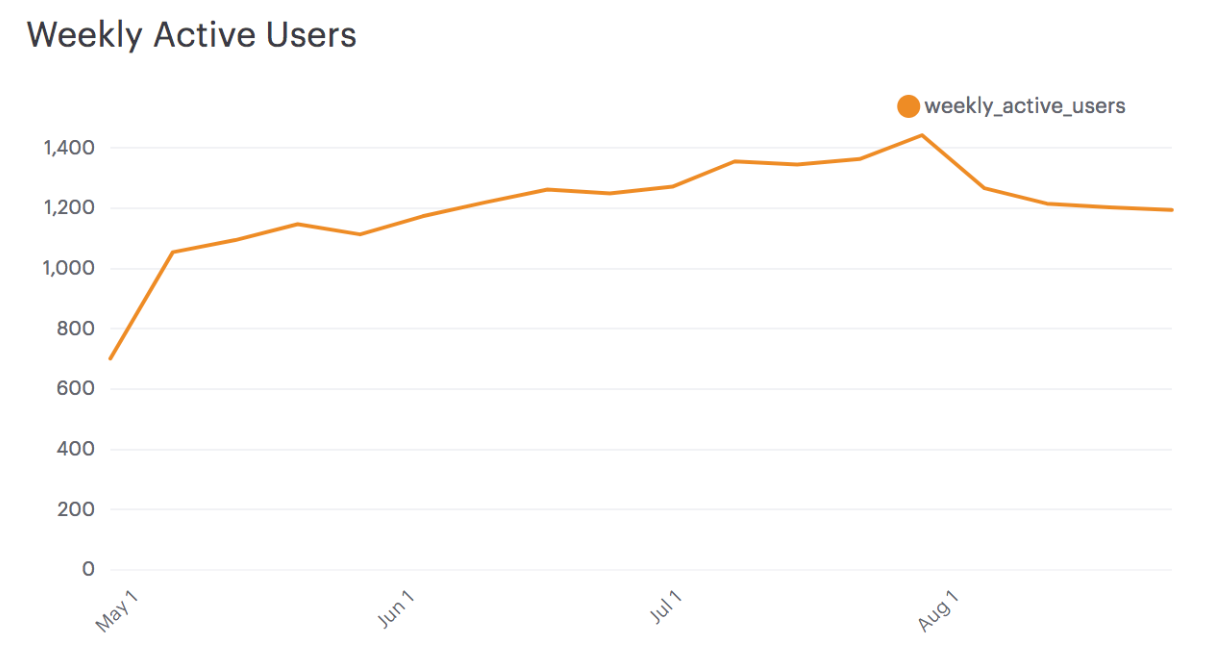 Weekly Active Users
weekly_active_users
1,400
1,200
1,000
800
600
400
200
0
May 1
Jun 1
Jul 1
Aug 1